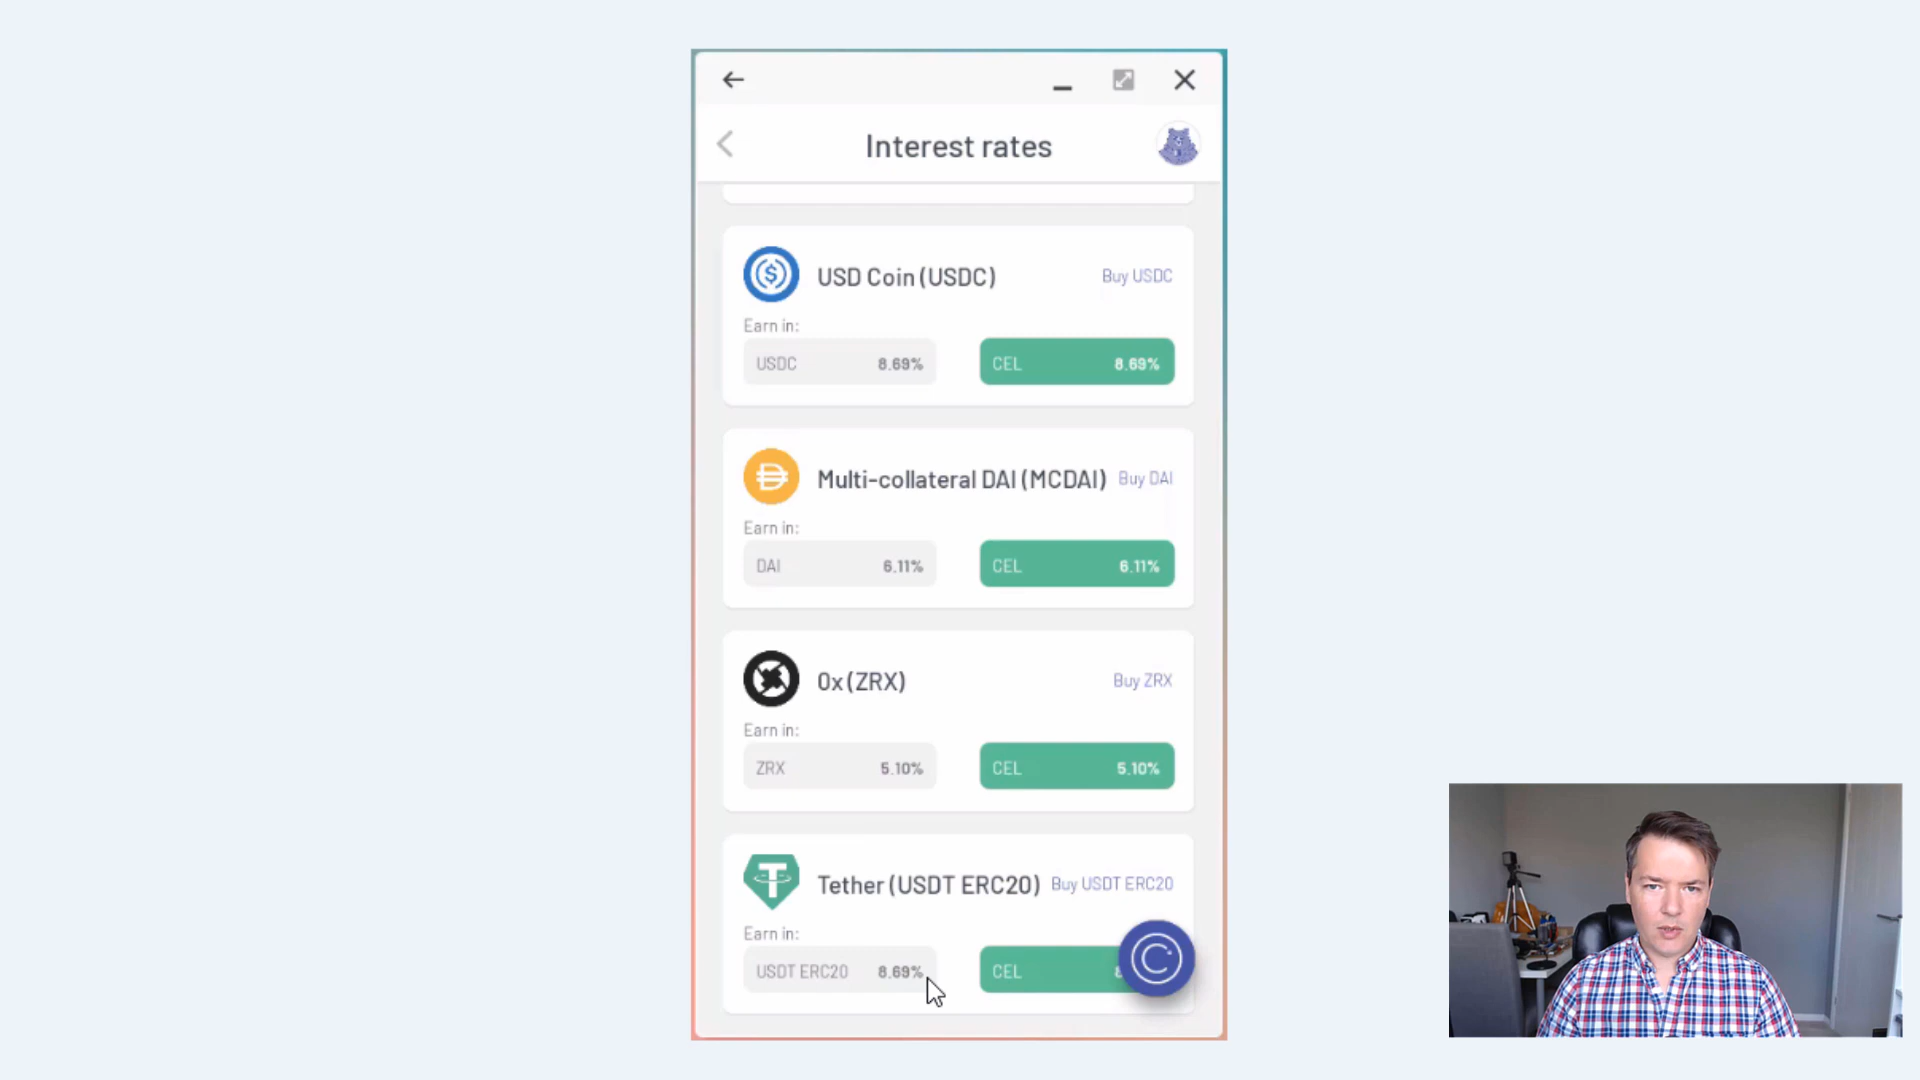 Interest rates
USD Coin (USDC) Buy USDC
Earn in:
USDC 8.69% CEL 8.69%
Multi-collateral DAI (MCDAI) Buy DAI
Earn in:
DAI 6.11% CEL 6.11%
0x (ZRX) Buy ZRX
Earn in:
ZRX 5.10% CEL 5.10%
Tether (USDT ERC20) Buy USDT ERC20
Earn in:
USDT ERC20 8.69% CEL